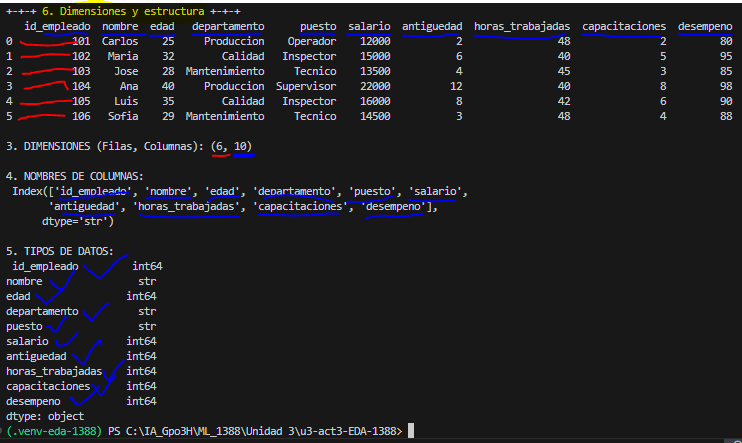 +-+-+ 6. Dimensiones y estructura +-+-+
id_empleado nombre edad departamento puesto salario antiguedad horas_trabajadas capacitaciones desempeno
0 101 Carlos 25 Produccion Operador 12000 2 48 2 80
1 102 Maria 32 Calidad Inspector 15000 6 40 5 95
2 103 Jose 28 Mantenimiento Tecnico 13500 4 45 3 85
3 104 Ana 40 Produccion Supervisor 22000 12 40 8 98
4 105 Luis 35 Calidad Inspector 16000 8 42 6 90
5 106 Sofia 29 Mantenimiento Tecnico 14500 3 48 4 88
3. DIMENSIONES (Filas, Columnas): (6, 10)
4. NOMBRES DE COLUMNAS:
Index(['id_empleado', 'nombre', 'edad', 'departamento', 'puesto', 'salario',
'antiguedad', 'horas_trabajadas', 'capacitaciones', 'desempeno'],
dtype='str')
5. TIPOS DE DATOS:
id_empleado int64
nombre str
edad int64
departamento str
puesto str
salario int64
antiguedad int64
horas_trabajadas int64
capacitaciones int64
desempeno int64
dtype: object
(.venv-eda-1388) PS C:\IA_Gpo3H\ML_1388\Unidad 3\u3-act3-EDA-1388>